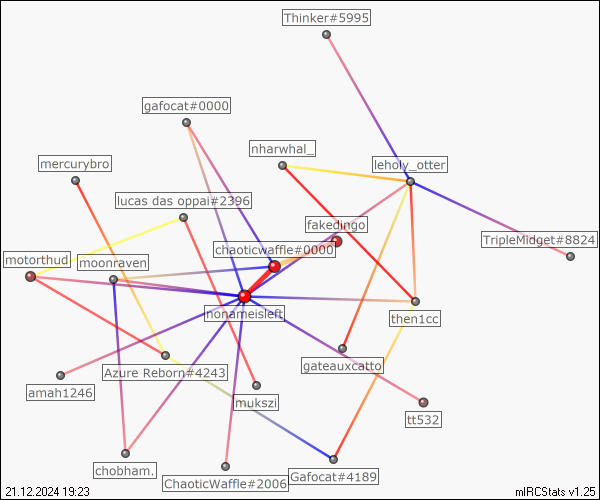 Thinker#5995
gafocat#0000
nharwhal_
mercurybro
leholy_otter
lucas das oppai#2396
fakedingo
TripleMidget#8824
chaoticwaffle#0000
motorthud
moonraven
nonameisleft
then1cc
gateauxcatto
Azure Reborn#4243
amah1246
mukszi
tt532
chobham.
ChaoticWaffle#2006
Gafocat#4189
21.12.2024 19:23
mIRCStats v1.25